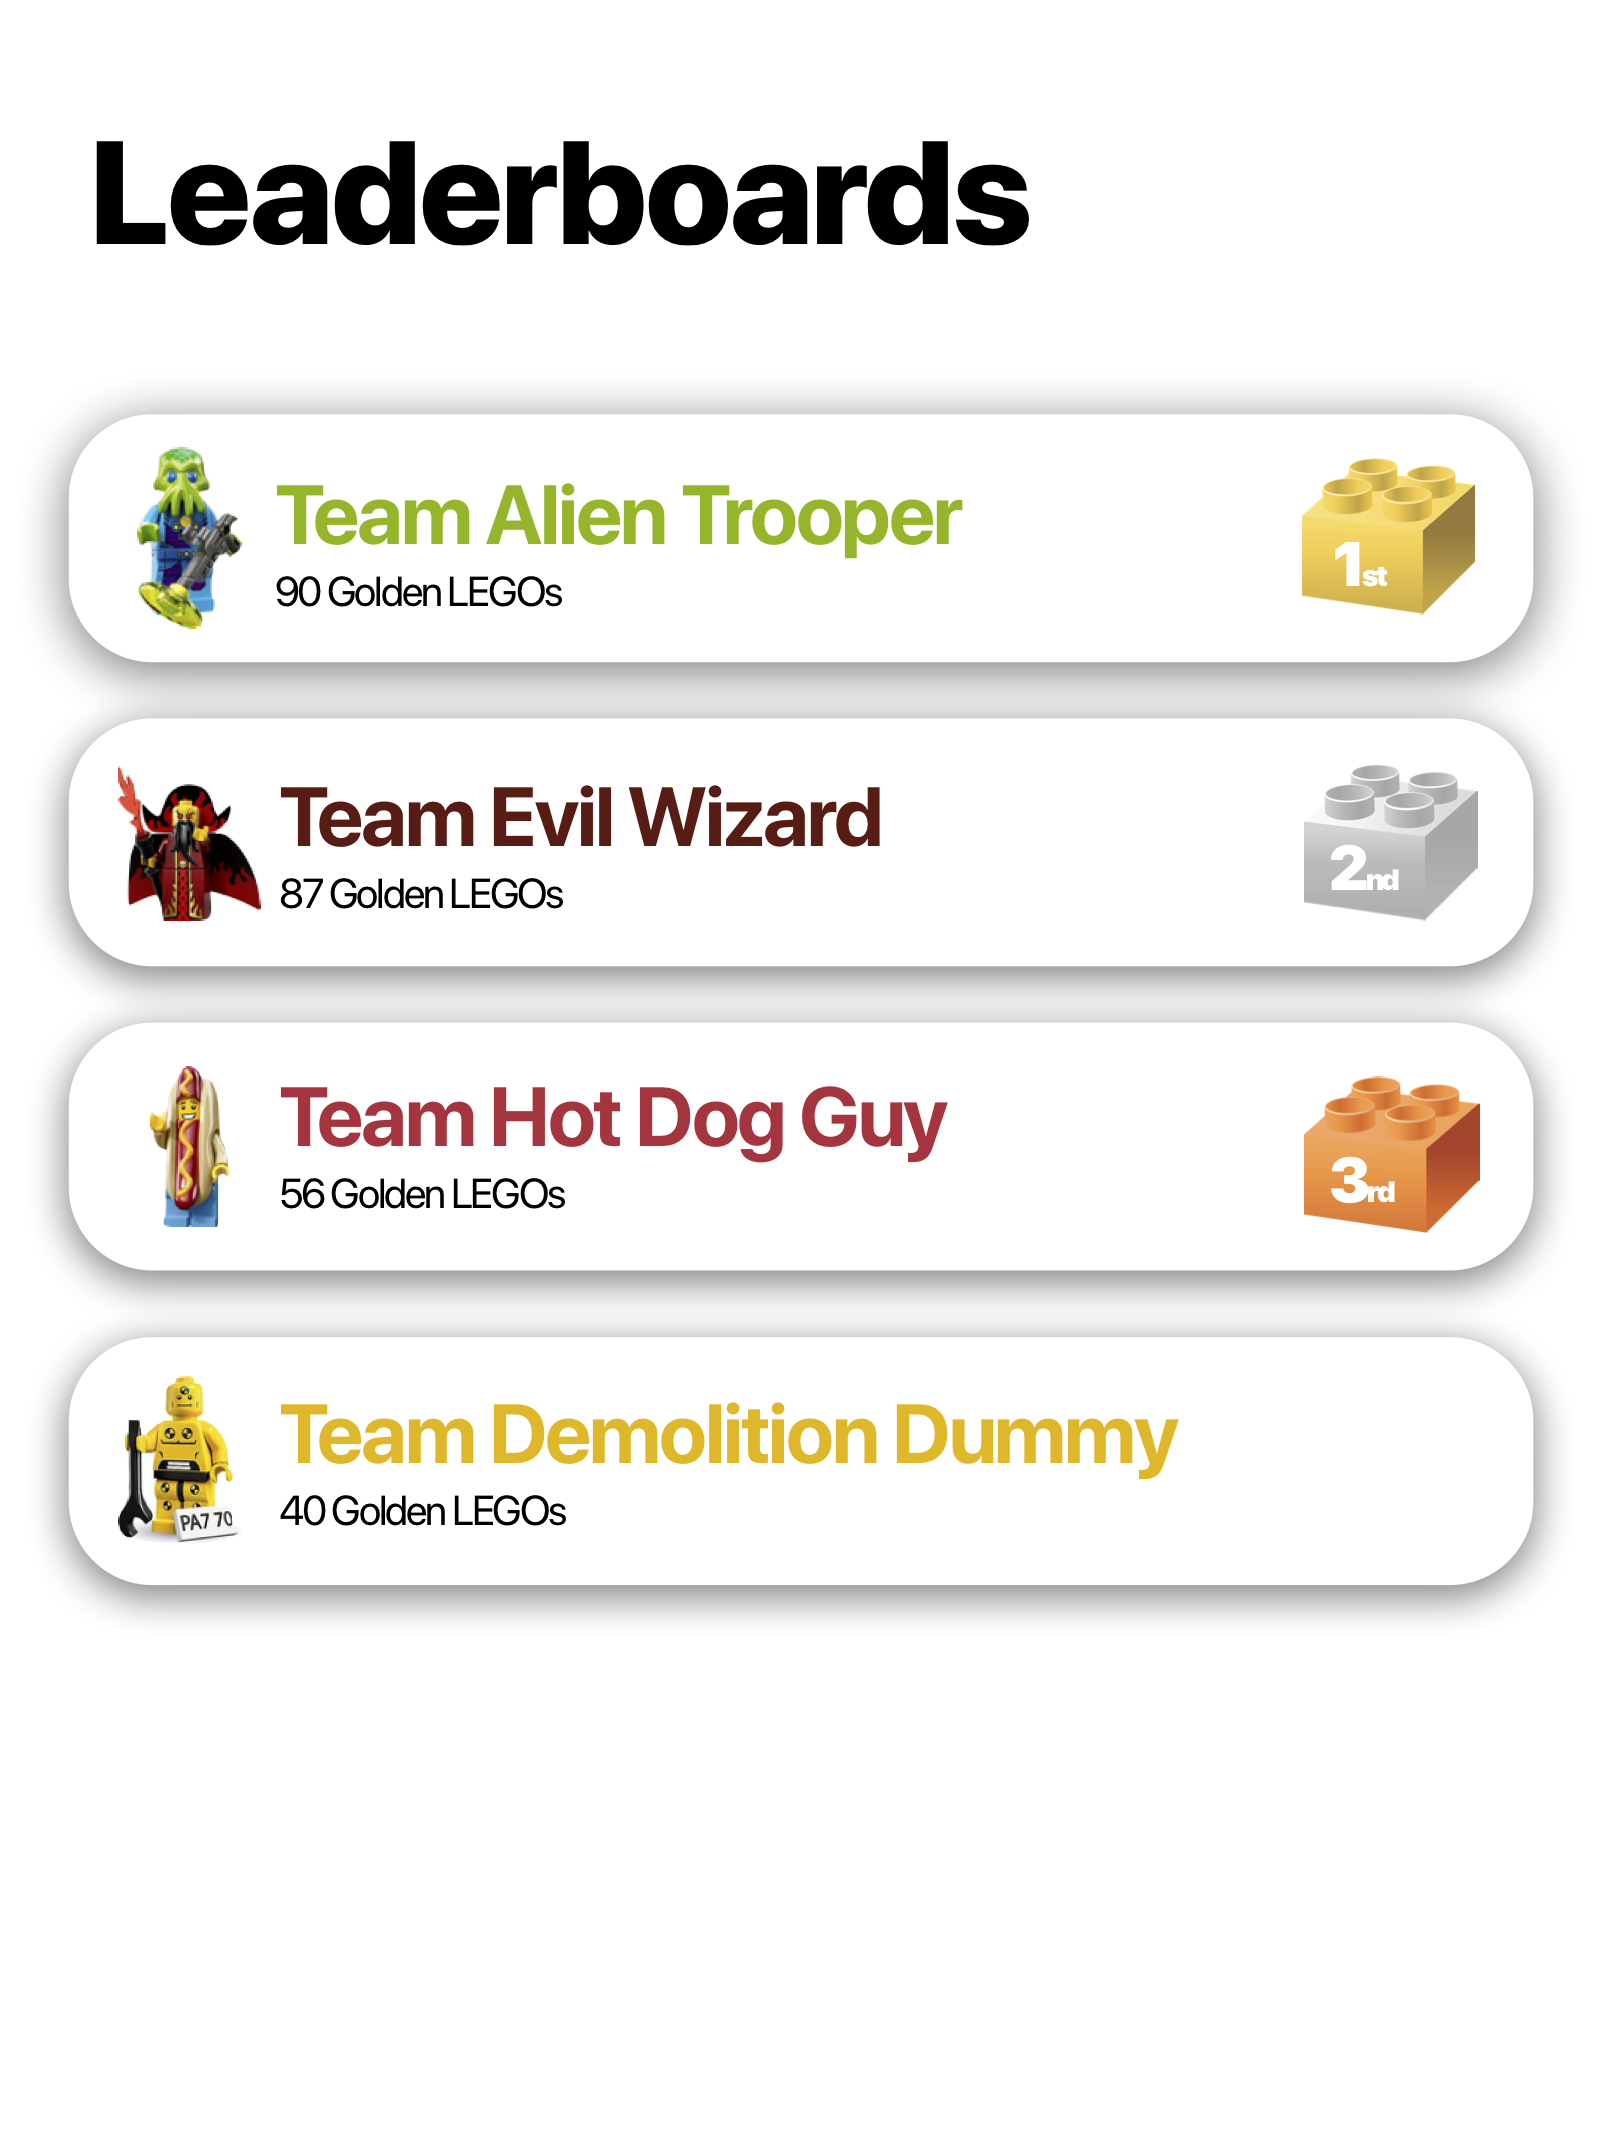 Leaderboards
Team Alien Trooper
90 Golden LEGOs
1st
Team Evil Wizard
87 Golden LEGOs
2nd
Team Hot Dog Guy
56 Golden LEGOs
3rd
Team Demolition Dummy
40 Golden LEGOs
PA7 70